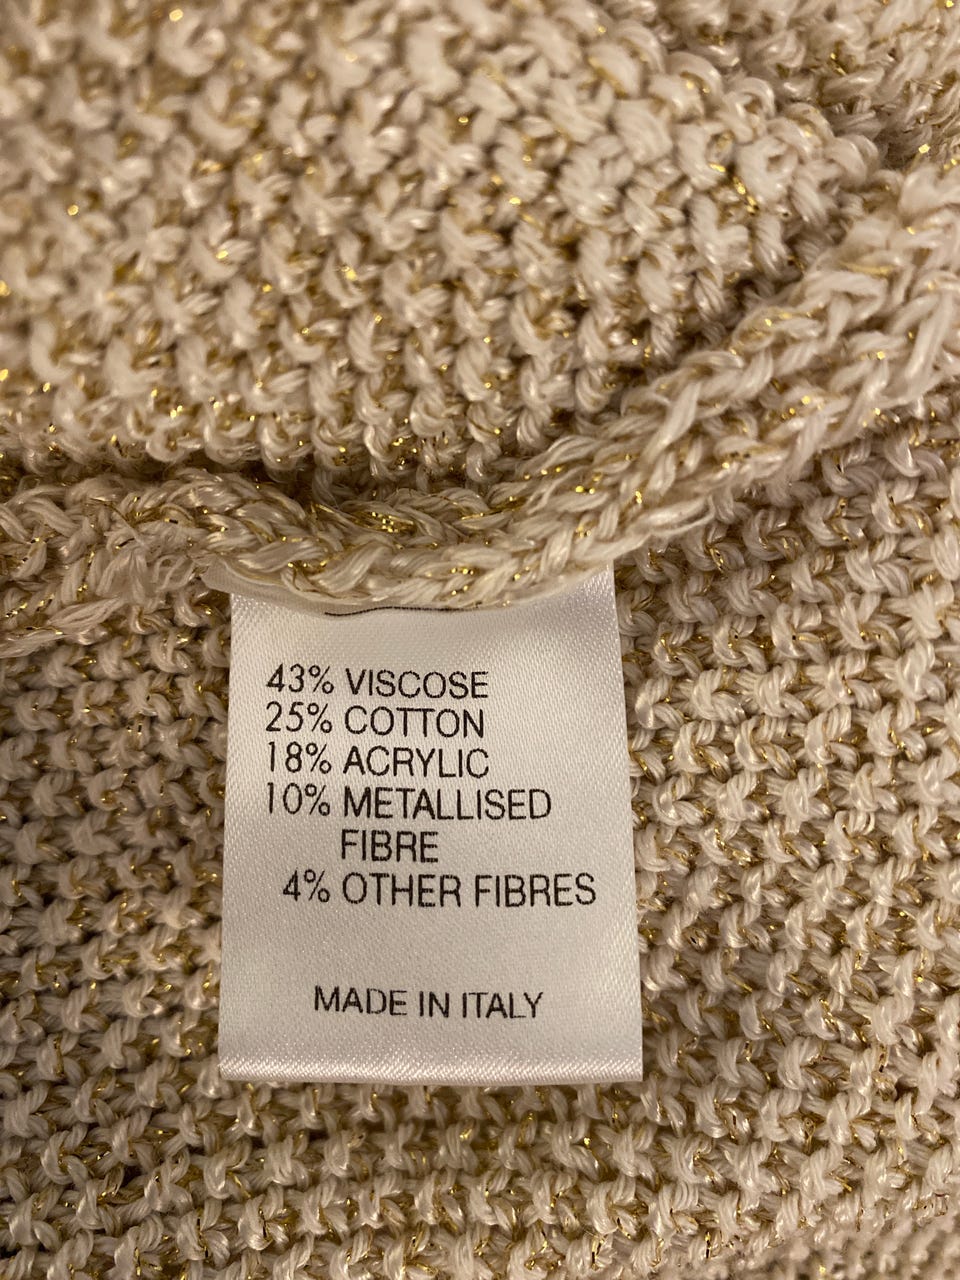 43% VISCOSE
25% COTTON
18% ACRYLIC
10% METALLISED
FIBRE
4% OTHER FIBRES
MADE IN ITALY